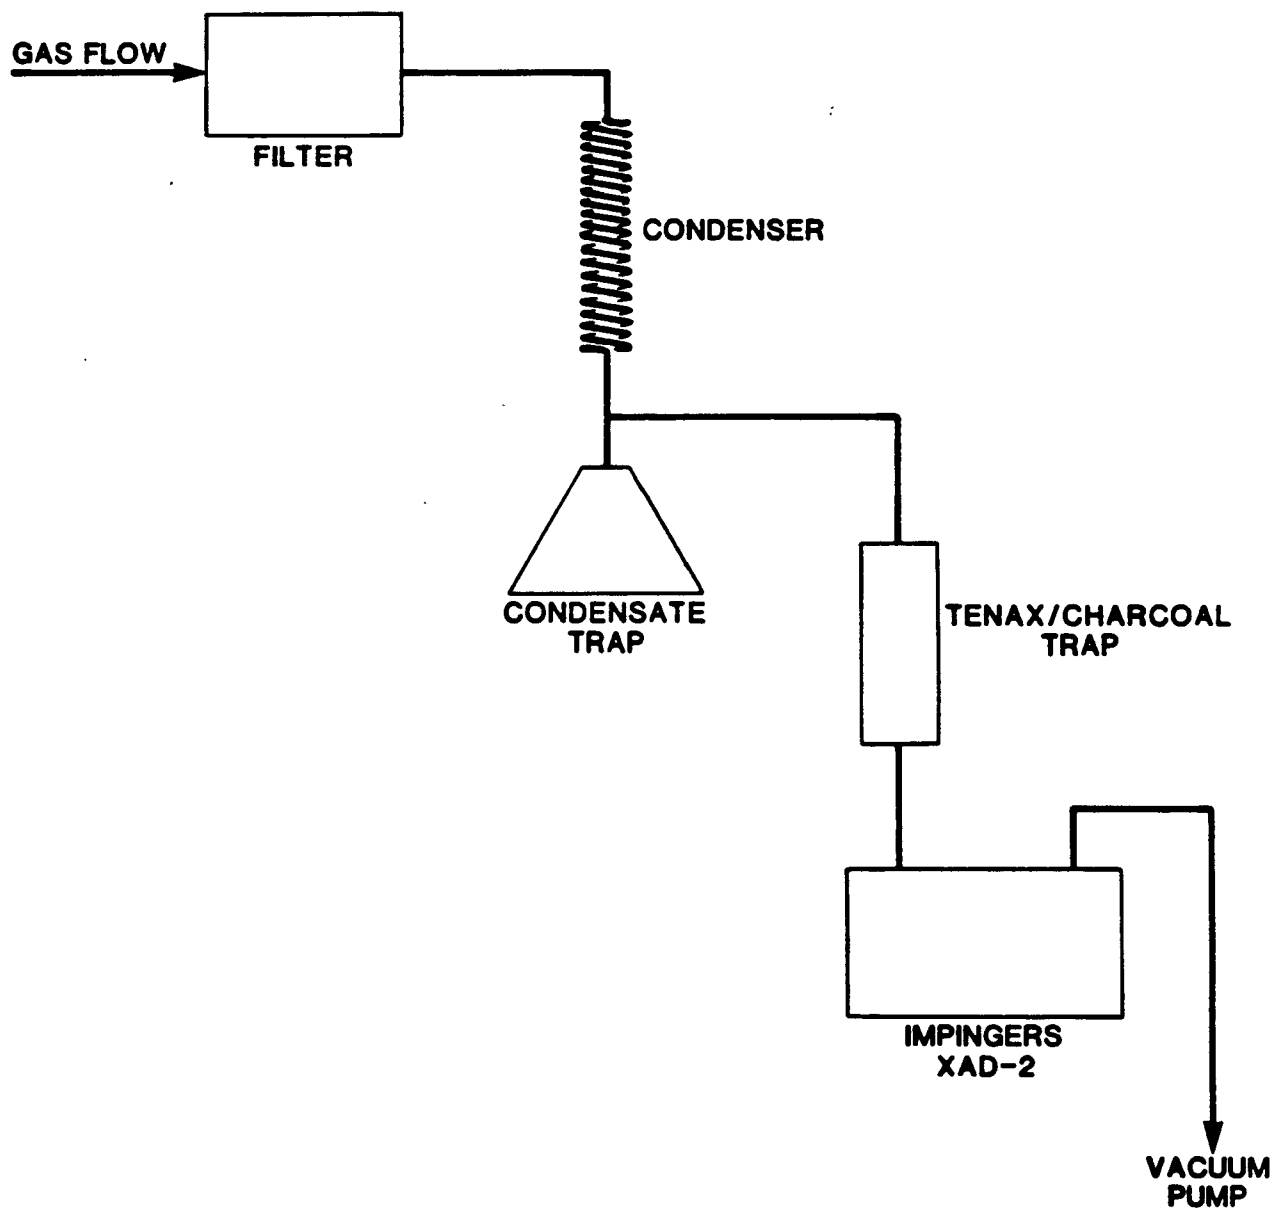 GAS FLOW
FILTER
CONDENSER
CONDENSATE
TRAP
TENAX/CHARCOAL
TRAP
IMPINGERS
XAD-2
VACUUM
PUMP